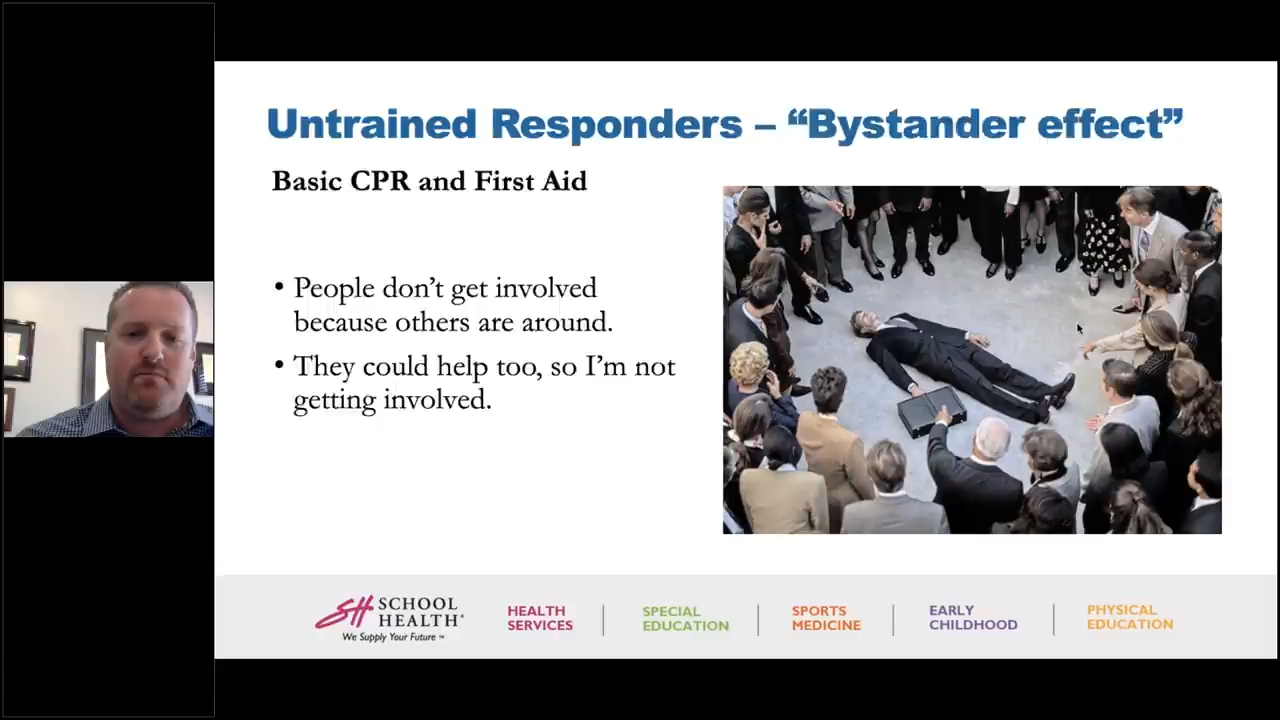 Untrained Responders – “Bystander effect”
Basic CPR and First Aid
• People don’t get involved
because others are around.
• They could help too, so I’m not
getting involved.
SH SCHOOL
HEALTH®
We Supply Your Future ™
HEALTH
SERVICES
SPECIAL
EDUCATION
SPORTS
MEDICINE
EARLY
CHILDHOOD
PHYSICAL
EDUCATION